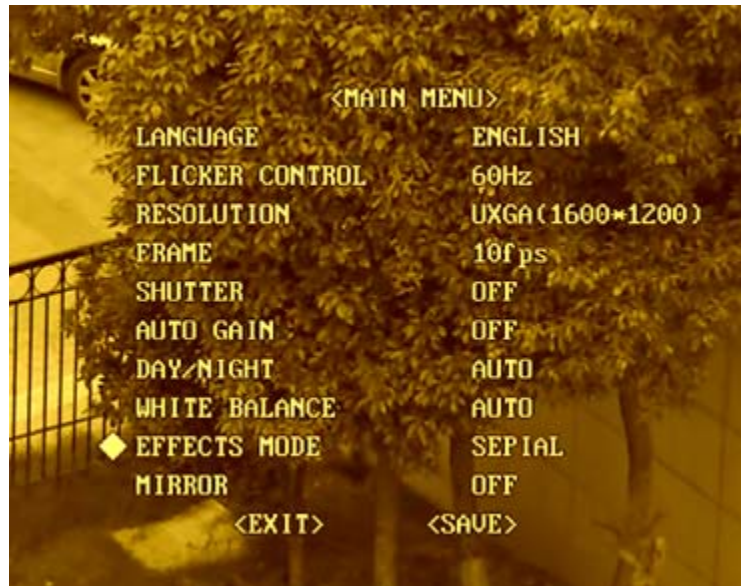 <MAIN MENU>
LANGUAGE ENGLISH
FLICKER CONTROL 60Hz
RESOLUTION UXGA(1600*1200)
FRAME 10fps
SHUTTER OFF
AUTO GAIN OFF
DAY/NIGHT AUTO
WHITE BALANCE AUTO
EFFECTS MODE SEPIAL
MIRROR OFF
<EXIT> <SAVE>